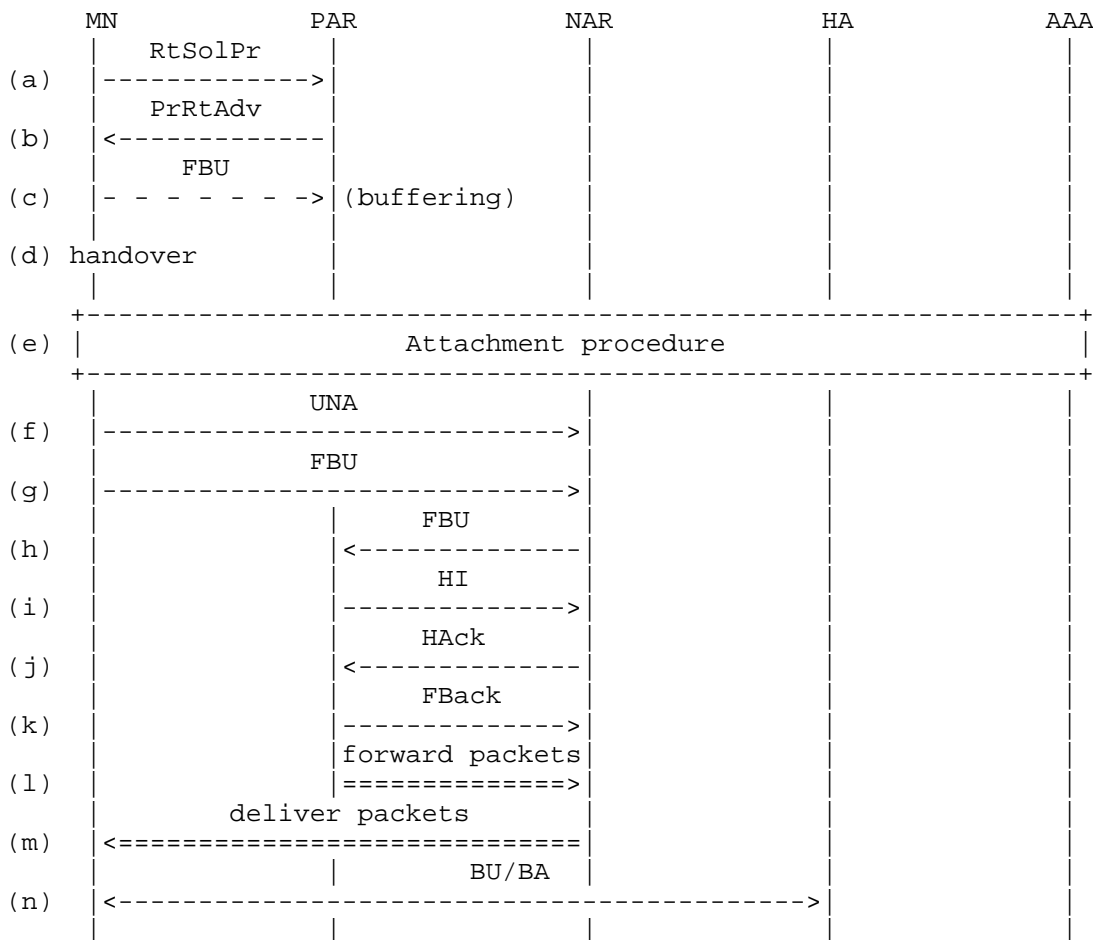 MN PAR NAR HA AAA
RtSolPr
(a)
PrRtAdv
(b)
FBU
(c) (buffering)
(d) handover
(e) Attachment procedure
UNA
(f)
FBU
(g)
FBU
(h)
HI
(i)
HAck
(j)
FBack
(k)
forward packets
(l)
deliver packets
(m)
BU/BA
(n)